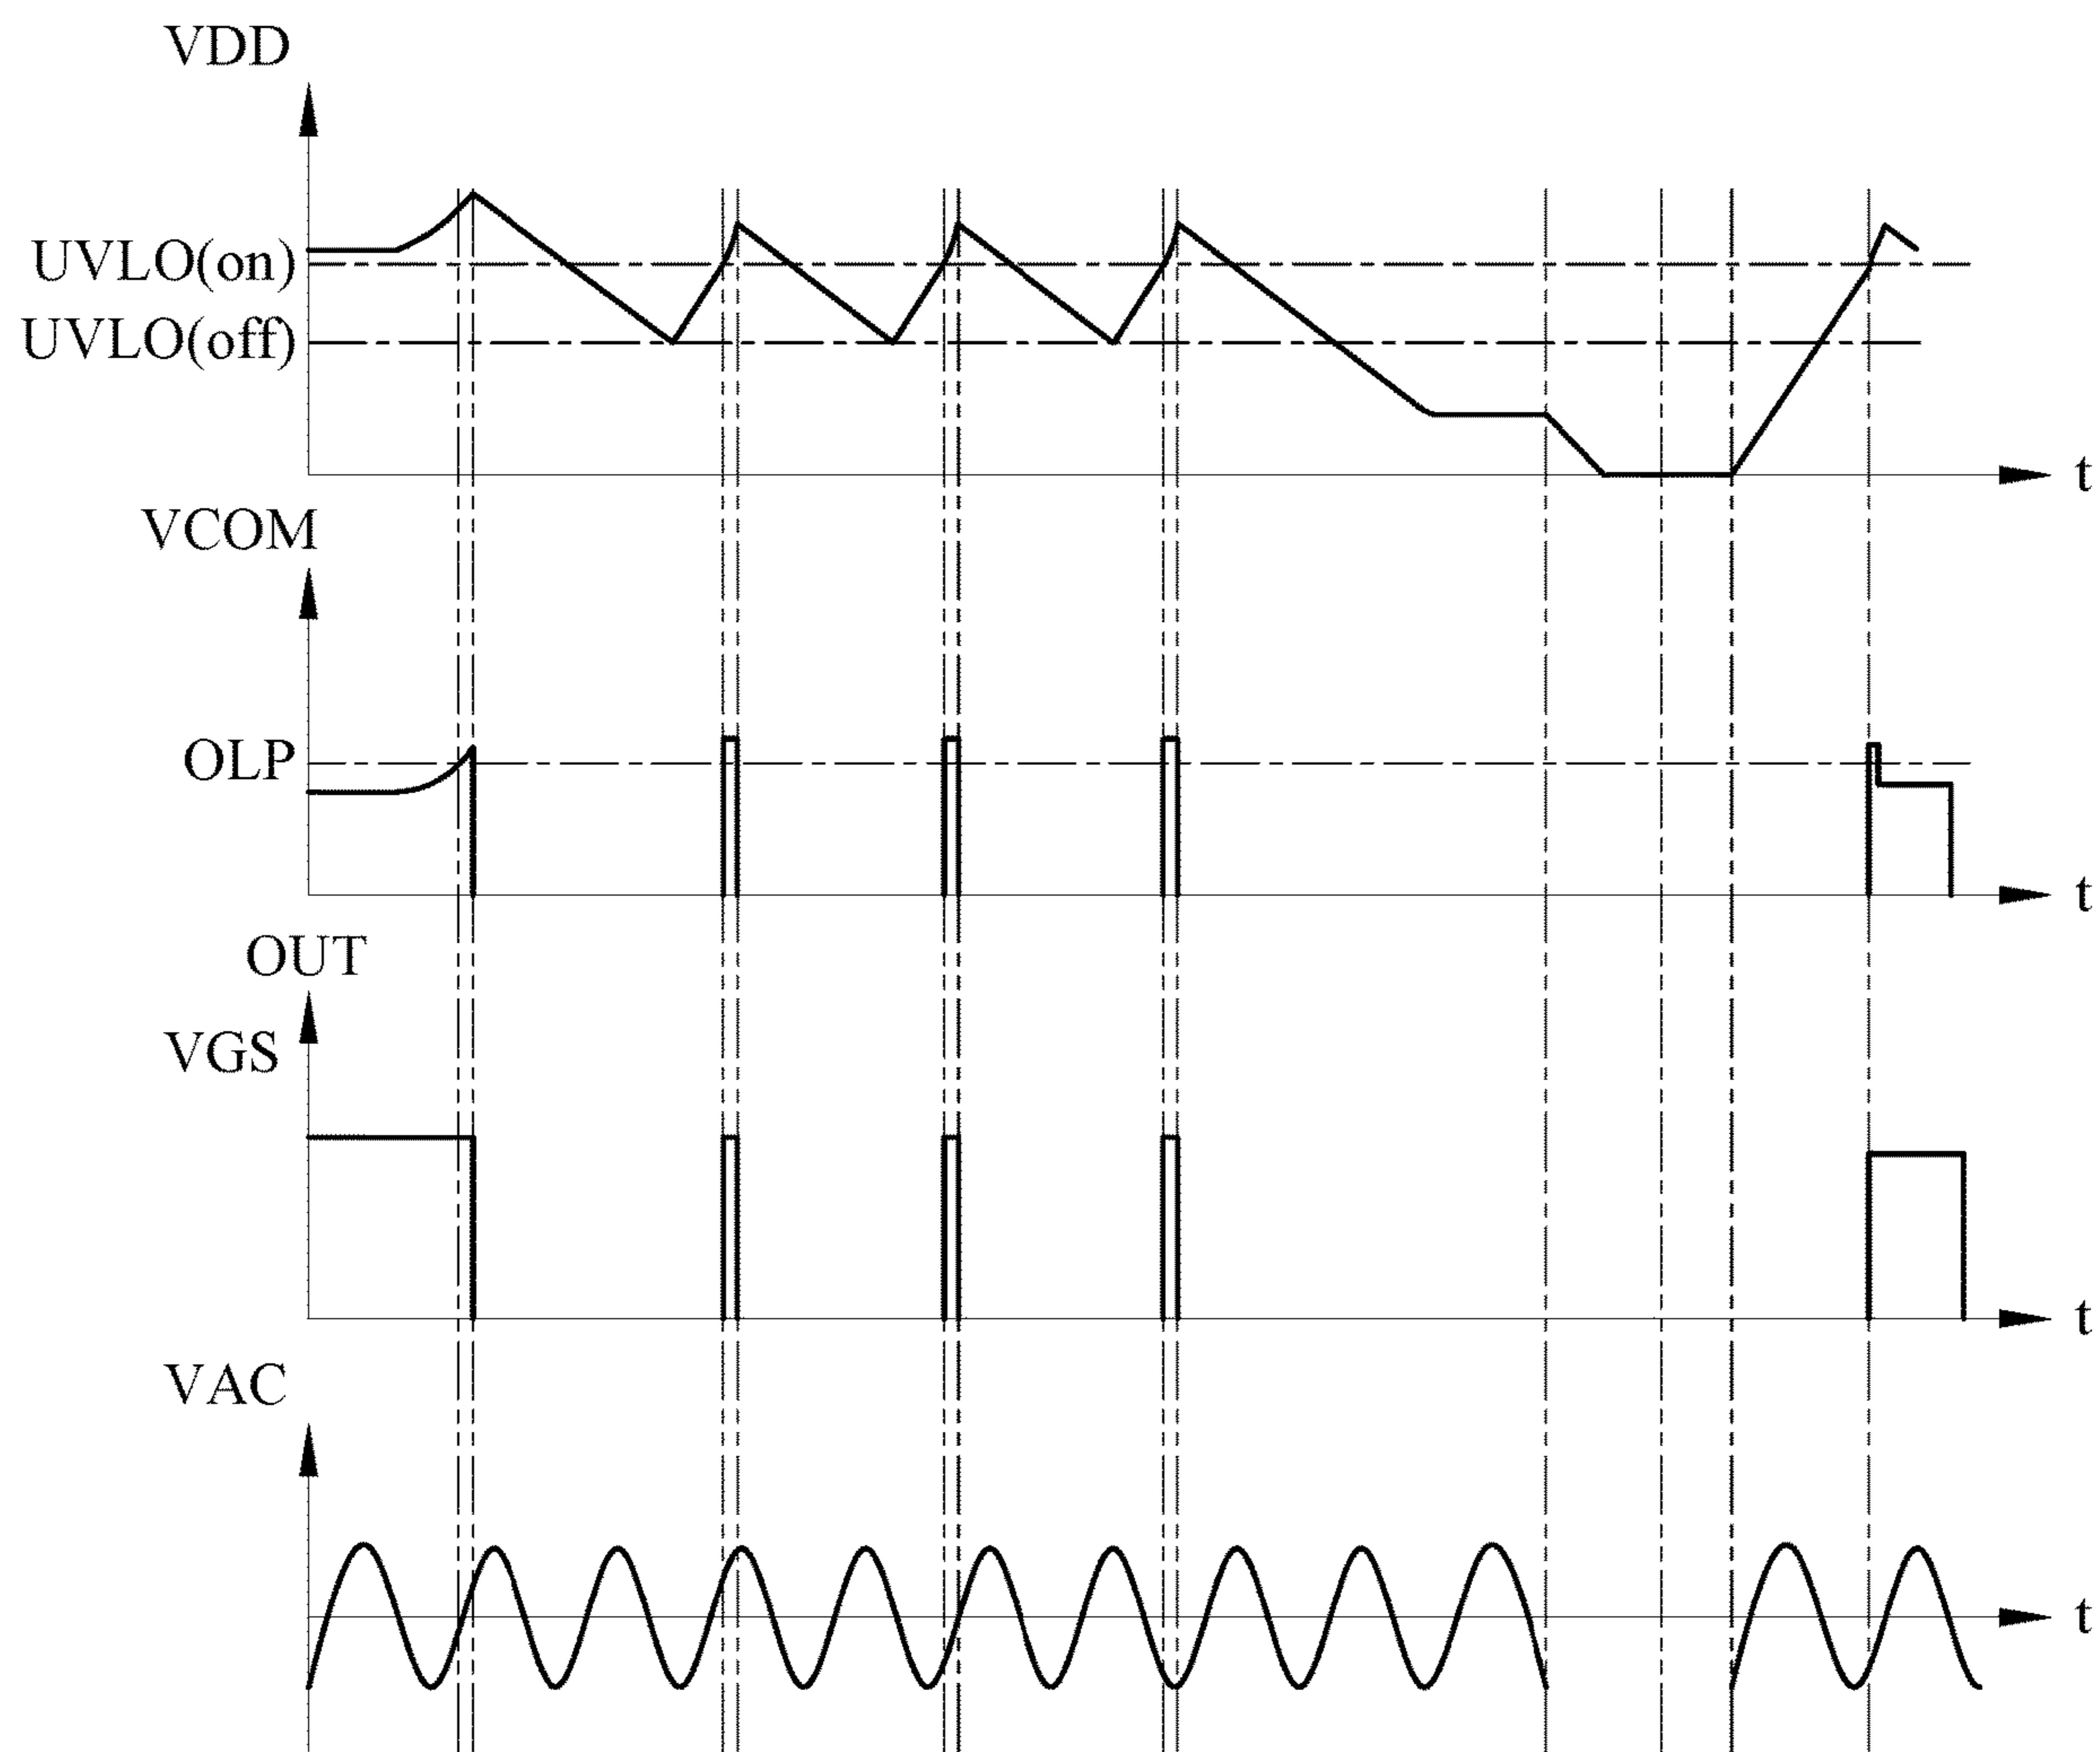 VDD
UVLO(on)
UVLO(off)
t
VCOM
OLP
t
OUT
VGS
t
VAC
t